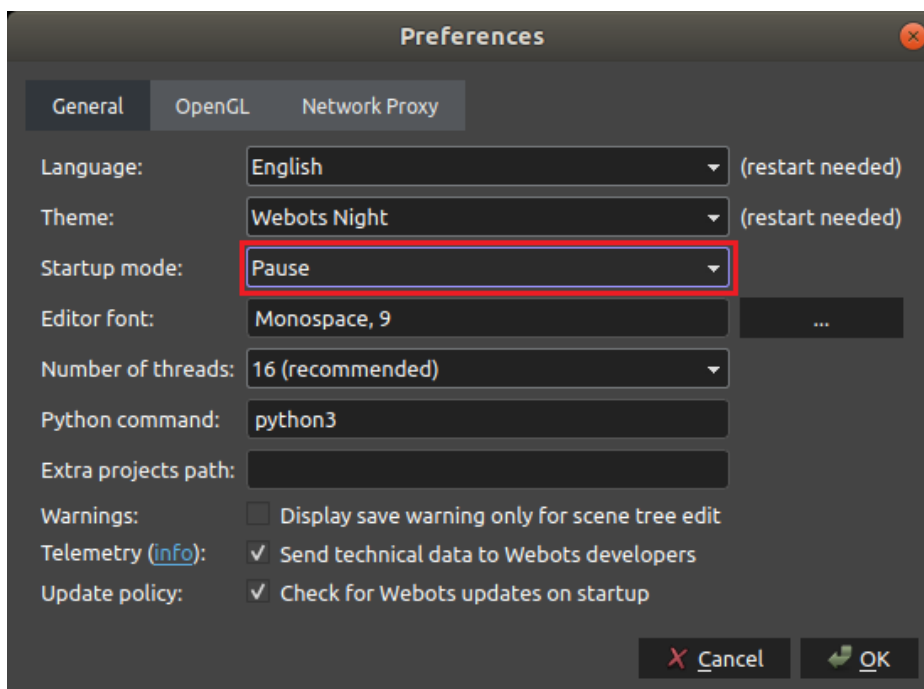 Preferences
General OpenGL Network Proxy
Language: English (restart needed)
Theme: Webots Night (restart needed)
Startup mode: Pause
Editor font: Monospace, 9 ...
Number of threads: 16 (recommended)
Python command: python3
Extra projects path:
Warnings: Display save warning only for scene tree edit
Telemetry (info): Send technical data to Webots developers
Update policy: Check for Webots updates on startup
Cancel OK